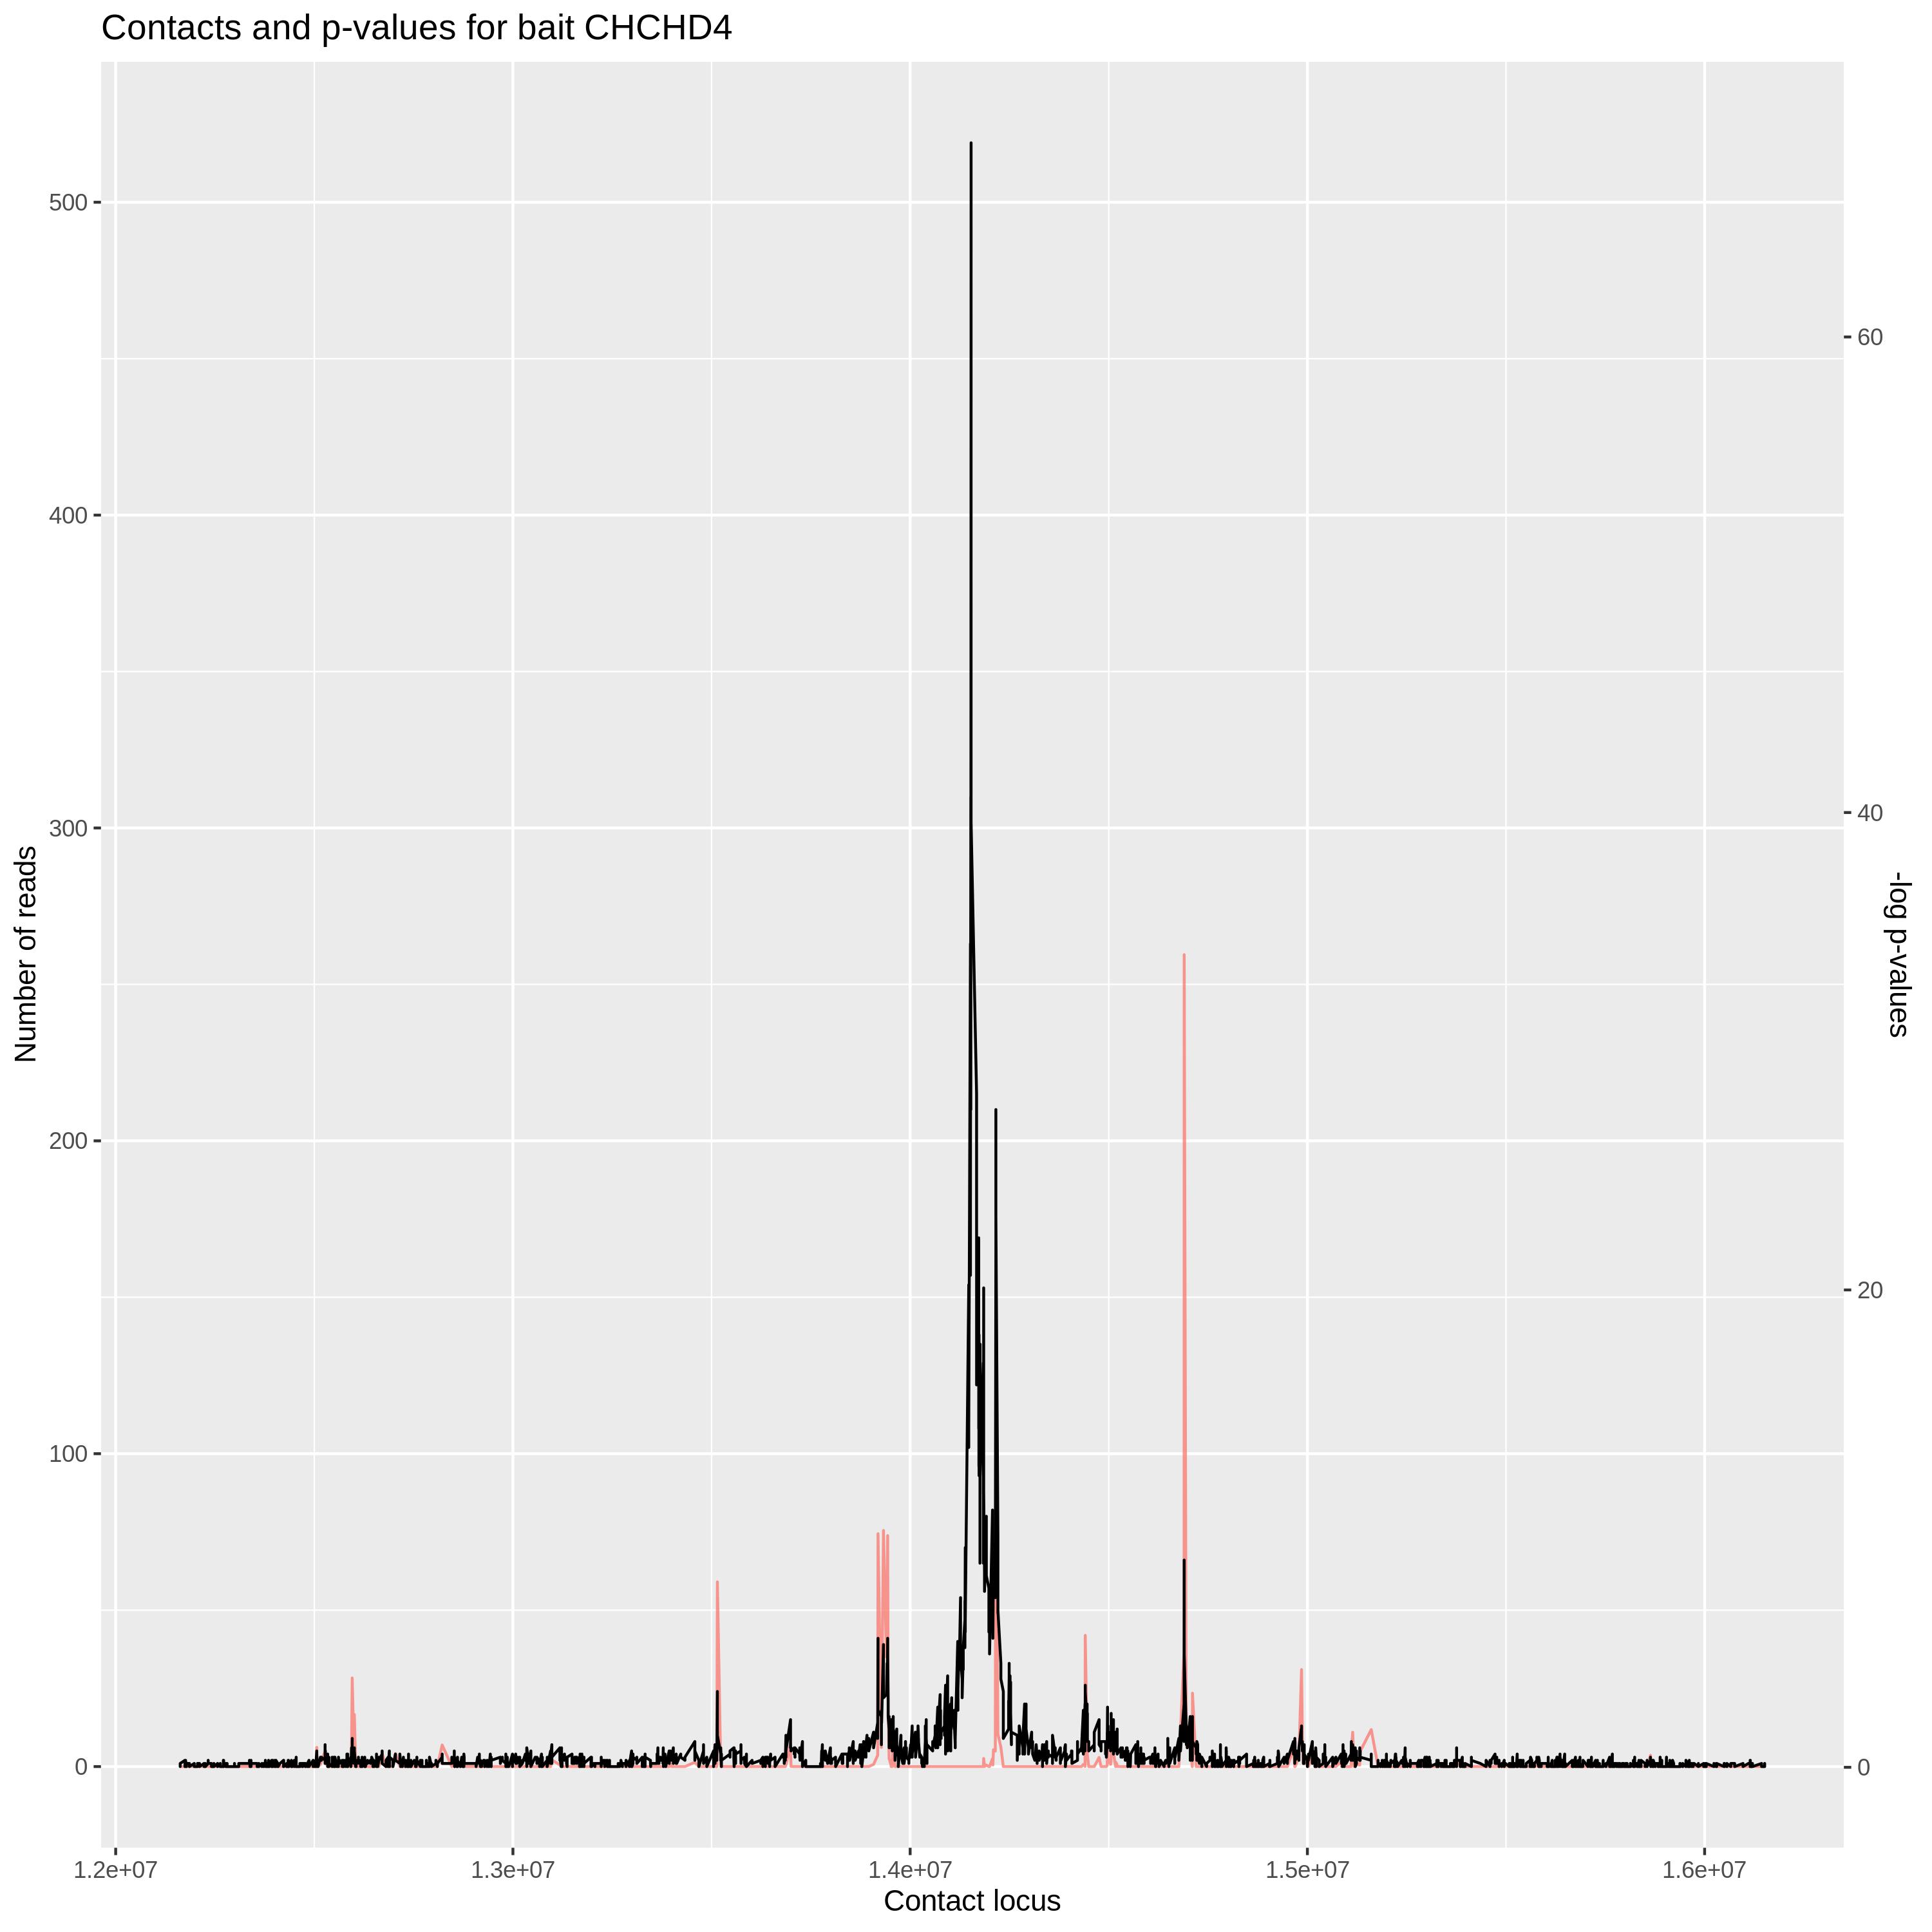 Contacts and p-values for bait CHCHD4
500
400
300
200
100
0
Number of reads
60
40
20
0
-log p-values
1.2e+07
1.3e+07
1.4e+07
1.5e+07
1.6e+07
Contact locus